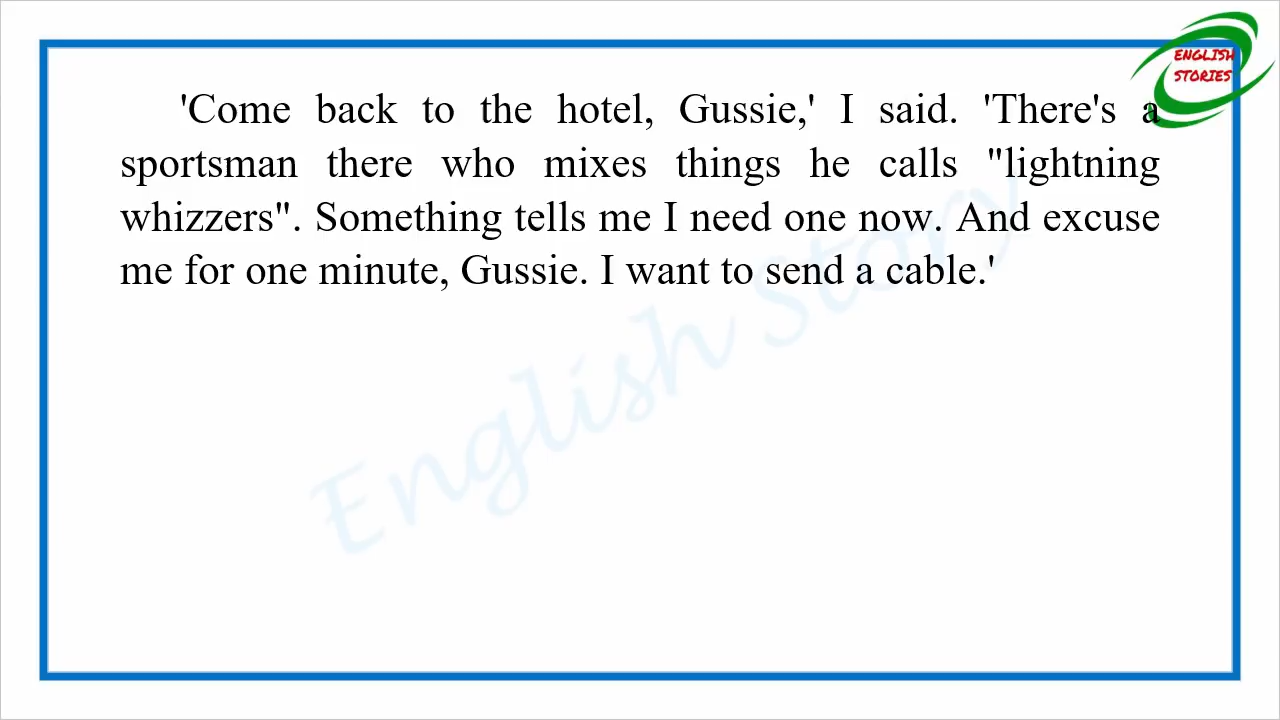 ENGLISH
STORIES
'Come back to the hotel, Gussie,' I said. 'There's a
sportsman there who mixes things he calls "lightning
whizzers". Something tells me I need one now. And excuse
me for one minute, Gussie. I want to send a cable.'
English Story